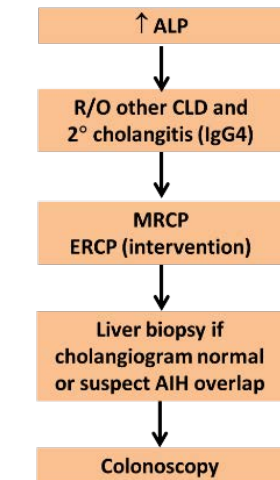 ↑ ALP
R/O other CLD and
2° cholangitis (IgG4)
MRCP
ERCP (intervention)
Liver biopsy if
cholangiogram normal
or suspect AIH overlap
Colonoscopy